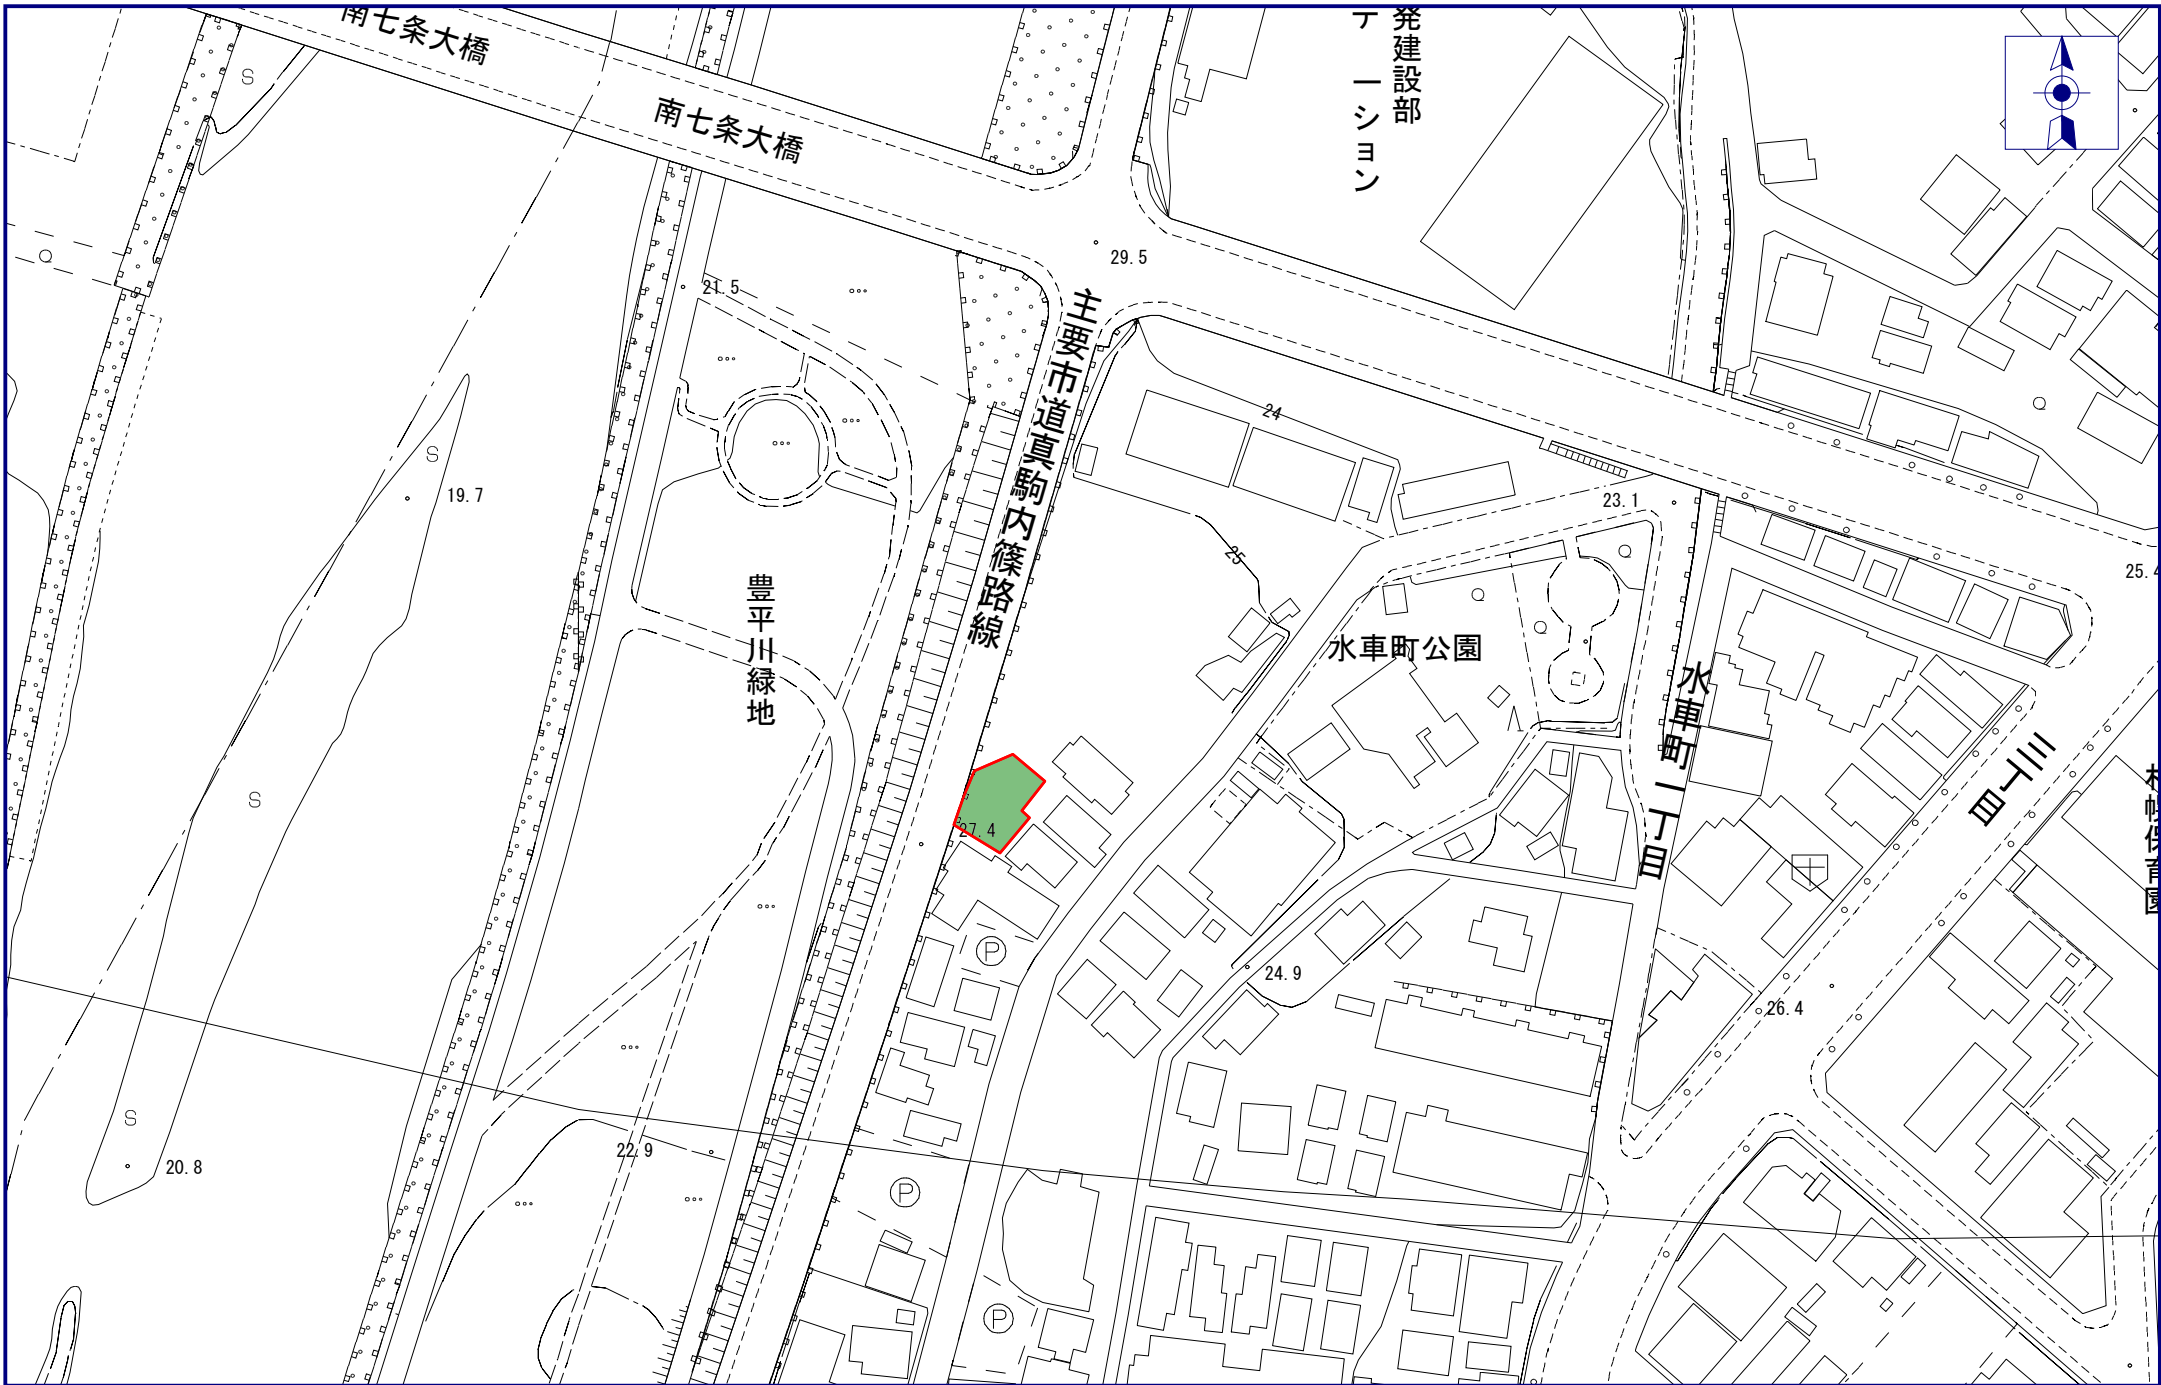 南七条大橋
南七条大橋
発建設部
テーション
29.5
21.5
主要市道真駒内篠路線
24
19.7
23.1
25
25.4
豊平川緑地
水車町公園
水車町一丁目
三丁目
27.4
P
24.9
26.4
20.8
22.9
P
P
S
S
S
S